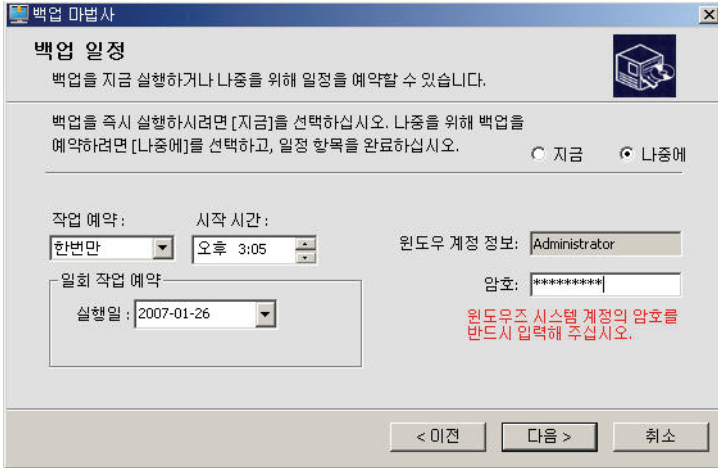 백업 마법사
백업 일정
백업을 지금 실행하거나 나중을 위해 일정을 예약할 수 있습니다.
백업을 즉시 실행하시려면 [지금]을 선택하십시오. 나중을 위해 백업을
예약하려면 [나중에]를 선택하고, 일정 항목을 완료하십시오.
지금 나중에
작업 예약 : 시작 시간 :
한번만 오후 3:05
윈도우 계정 정보: Administrator
일회 작업 예약
암호: *********
실행일 : 2007-01-26
윈도우즈 시스템 계정의 암호를
반드시 입력해 주십시오.
< 이전 다음 > 취소